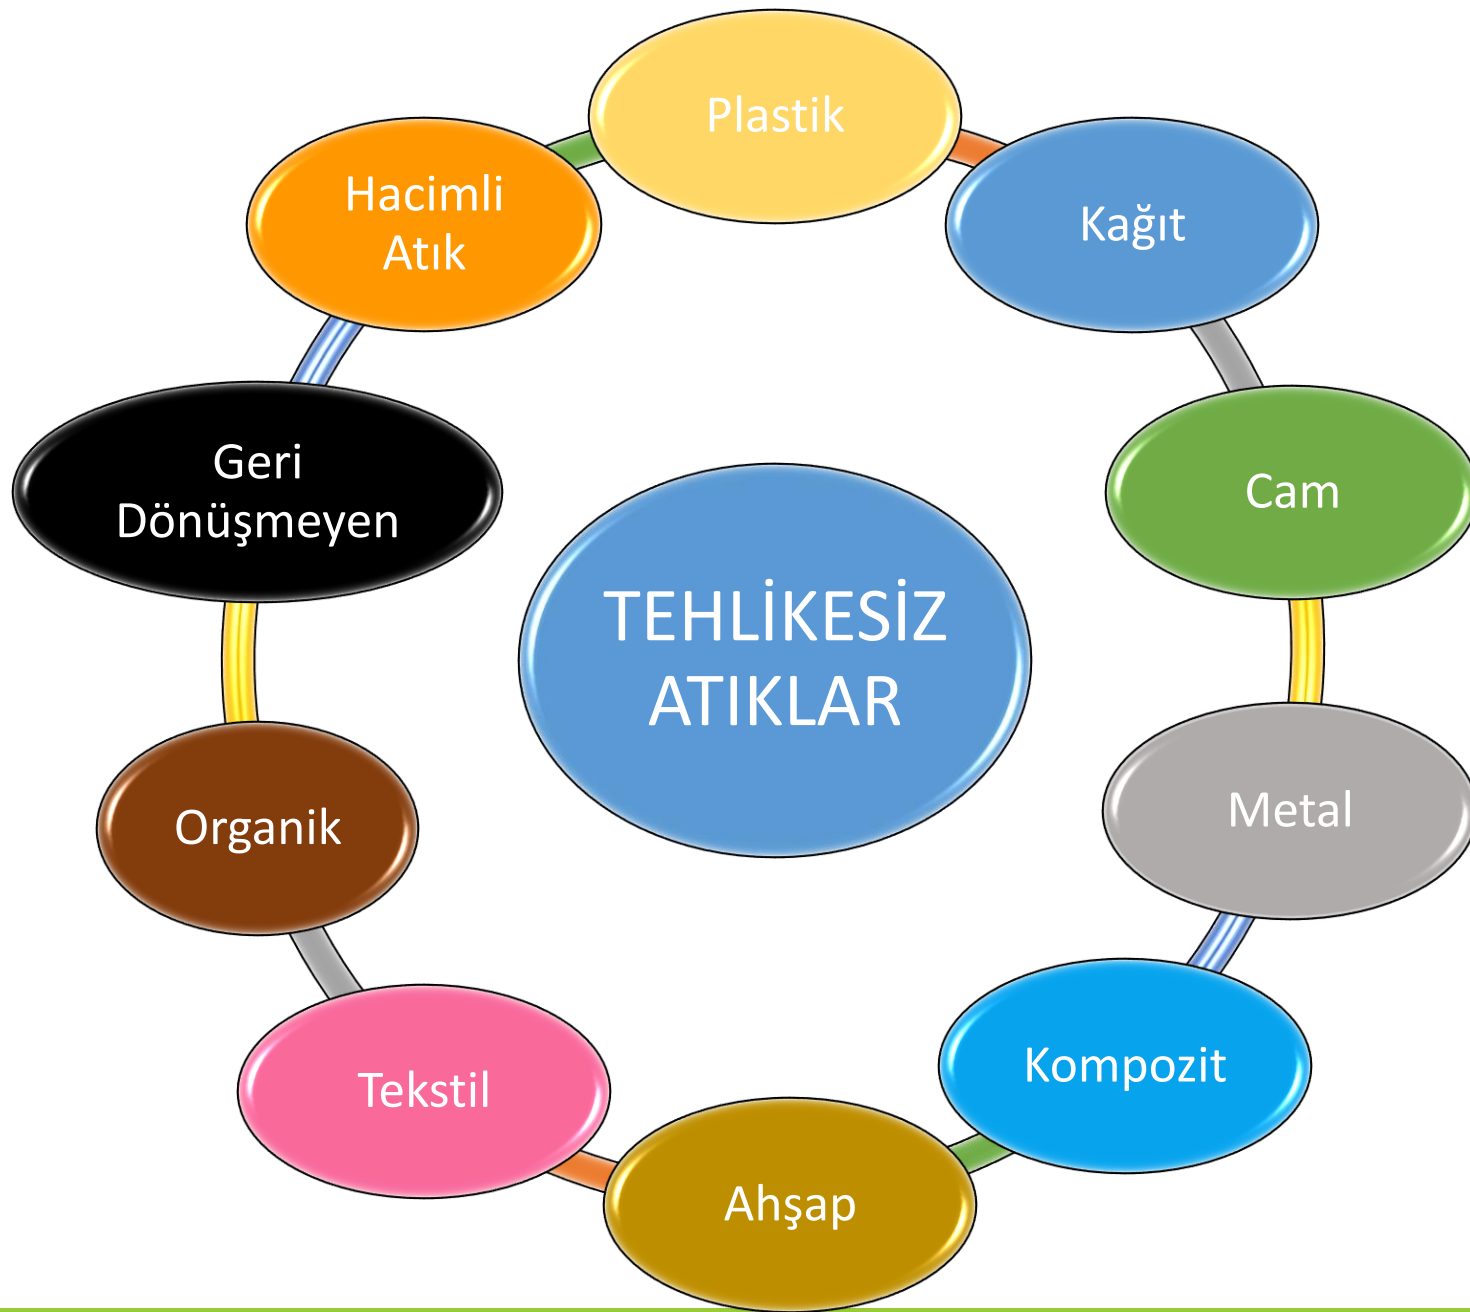 Plastik
Kağıt
Cam
Metal
Kompozit
Ahşap
Tekstil
Organik
Geri
Dönüşmeyen
Hacimli
Atık
TEHLİKESİZ
ATIKLAR